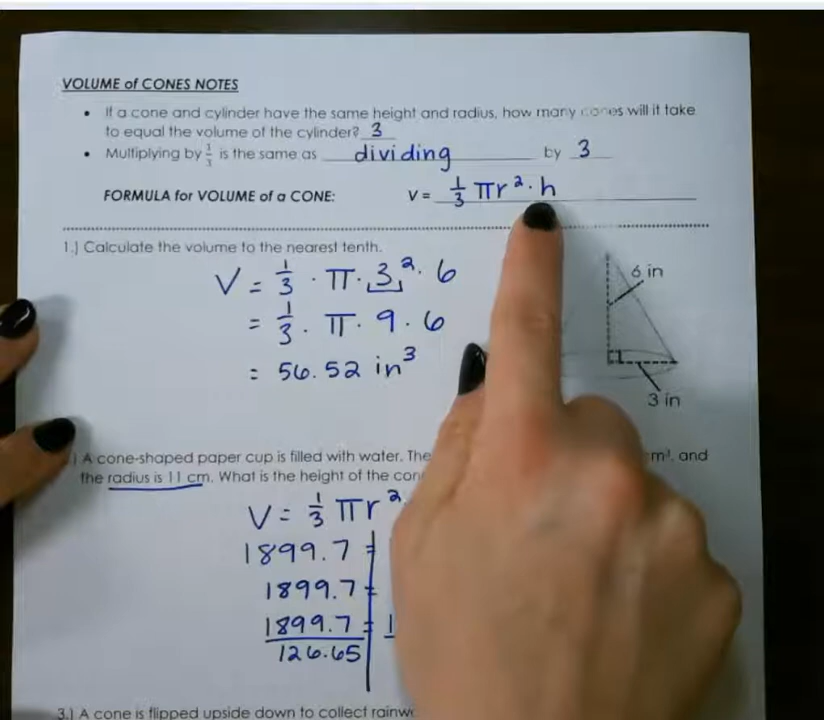 VOLUME of CONES NOTES
• If a cone and cylinder have the same height and radius, how many cones will it take
to equal the volume of the cylinder? 3
• Multiplying by 1/3 is the same as dividing by 3
FORMULA for VOLUME of a CONE: V = 1/3 πr²·h
1.) Calculate the volume to the nearest tenth.
V = 1/3 · π · 3² · 6
= 1/3 · π · 9 · 6
= 56.52 in³
6 in
3 in
) A cone-shaped paper cup is filled with water. The m³, and
the radius is 11 cm. What is the height of the con
V = 1/3 πr²
1899.7 =
1899.7 =
1899.7 =
126.65
3.) A cone is flipped upside down to collect rainw